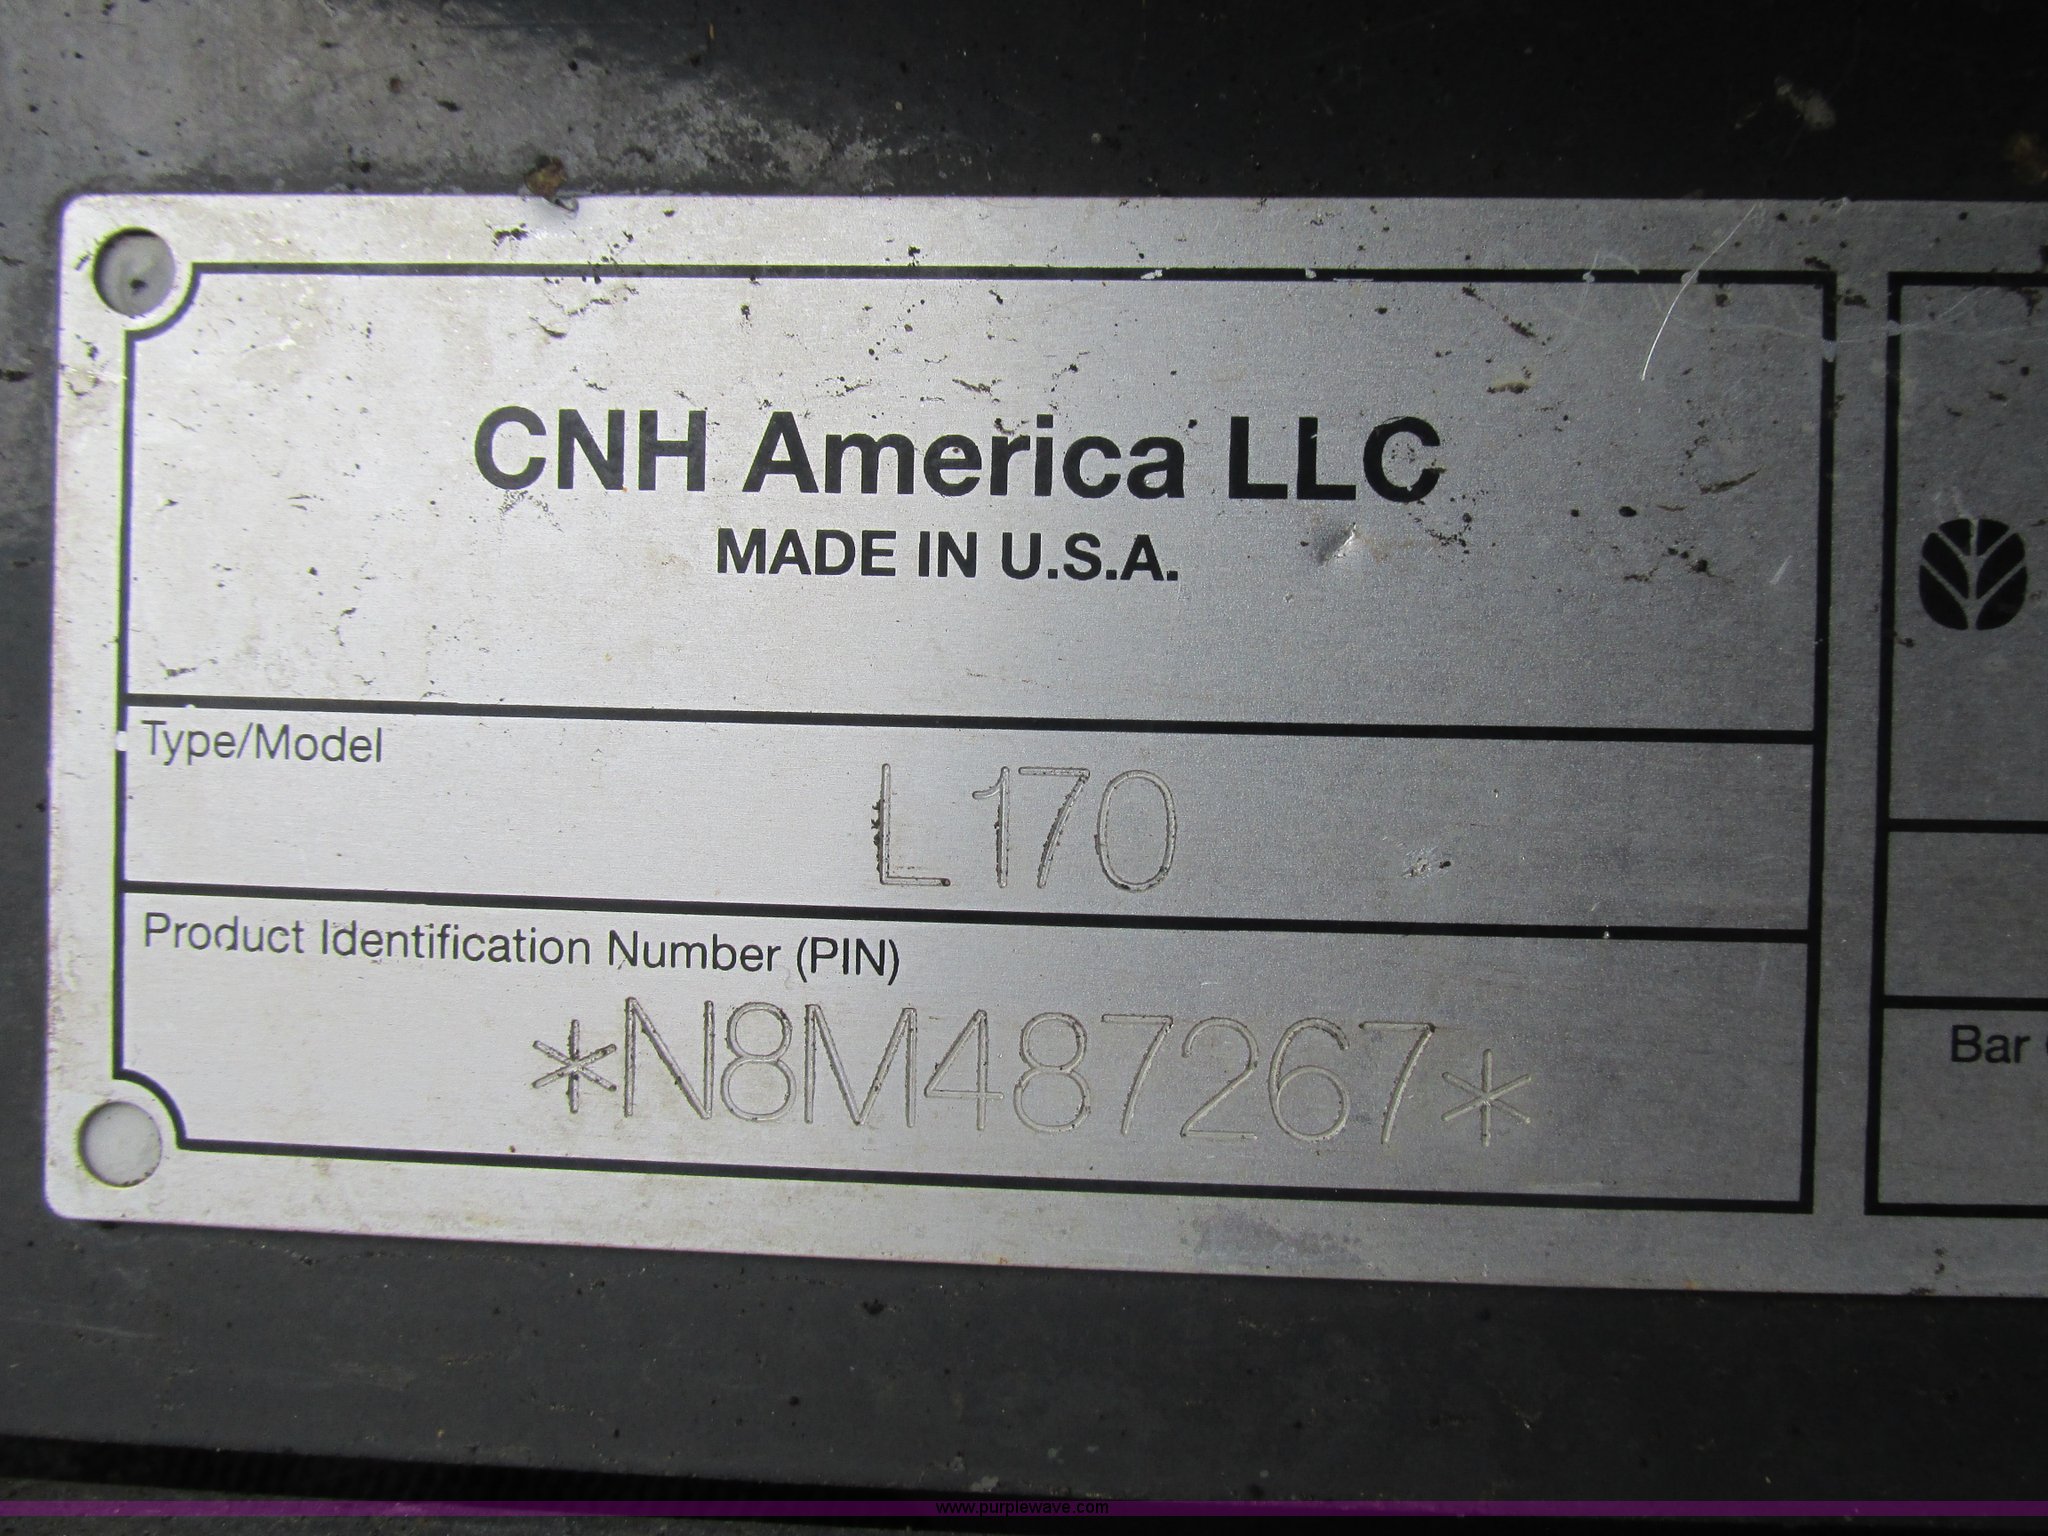 CNH America LLC
MADE IN U.S.A.
Type/Model
L170
Product Identification Number (PIN)
*N8M487267*
Bar
www.purplewave.com